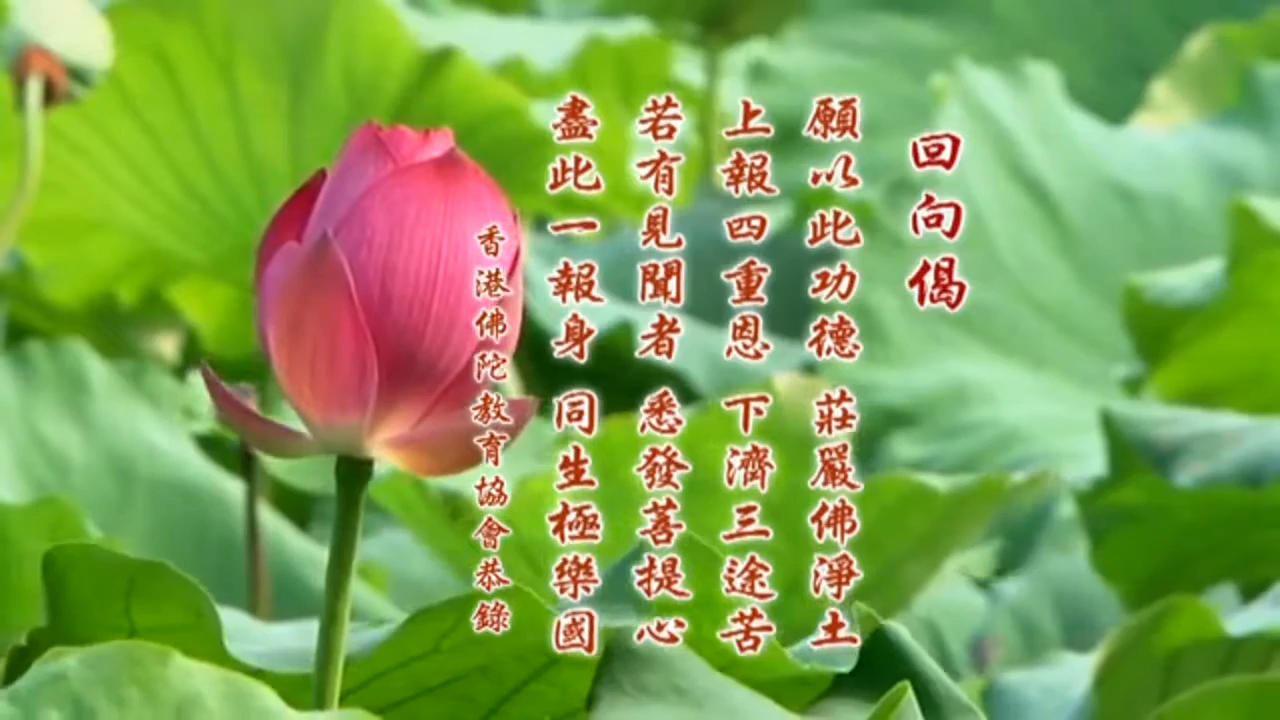 回向偈
願以此功德 莊嚴佛淨土
上報四重恩 下濟三途苦
若有見聞者 悉發菩提心
盡此一報身 同生極樂國
香港佛陀教育協會恭錄